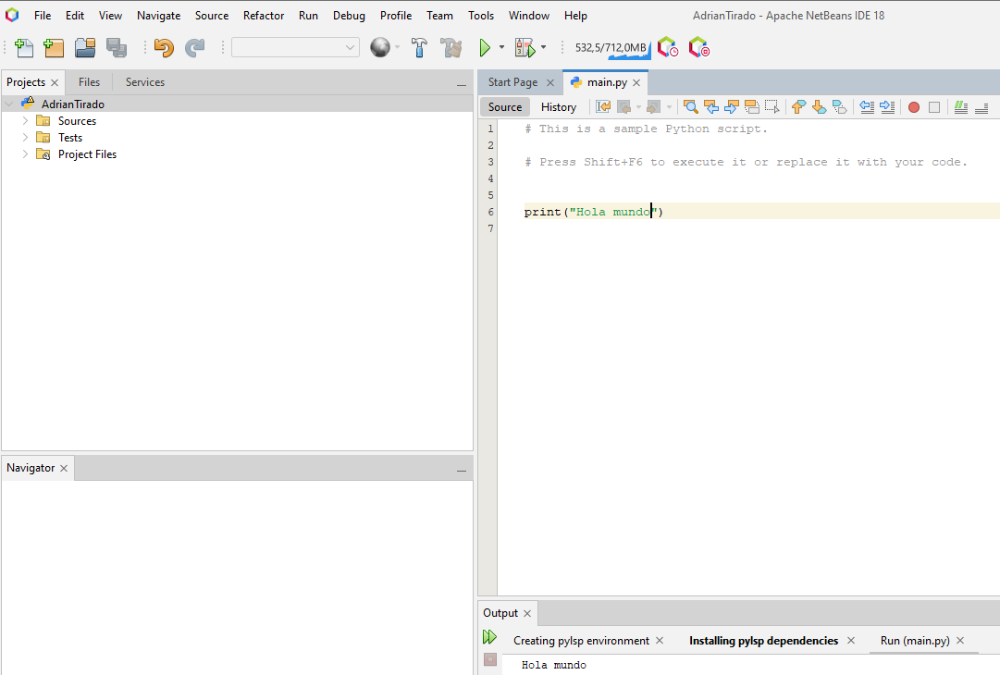 File Edit View Navigate Source Refactor Run Debug Profile Team Tools Window Help AdrianTirado - Apache NetBeans IDE 18
532,5/712,0MB
Projects Files Services
AdrianTirado
Sources
Tests
Project Files
Navigator
Start Page main.py
Source History
1 # This is a sample Python script.
2
3 # Press Shift+F6 to execute it or replace it with your code.
4
5
6 print("Hola mundo")
7
Output
Creating pylsp environment Installing pylsp dependencies Run (main.py)
Hola mundo